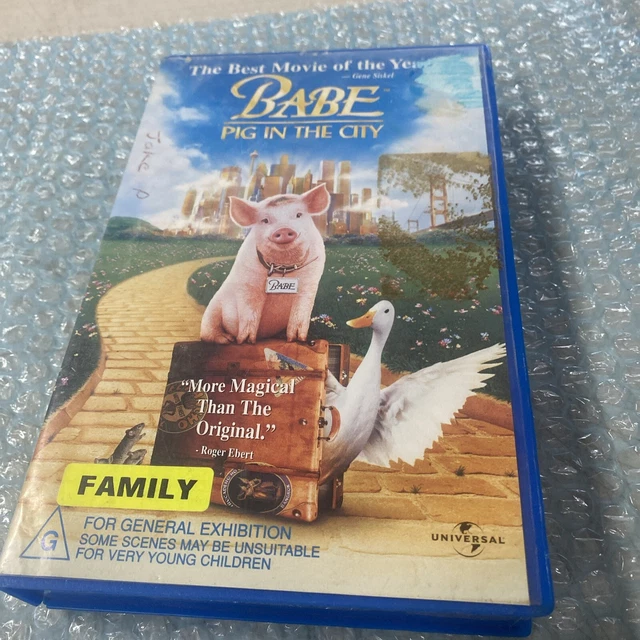 The Best Movie of the Yea
— Gene Siskel
BABE
PIG IN THE CITY
Jake p
BABE
“More Magical
Than The
Original.”
- Roger Ebert
FAMILY
G
FOR GENERAL EXHIBITION
SOME SCENES MAY BE UNSUITABLE
FOR VERY YOUNG CHILDREN
UNIVERSAL